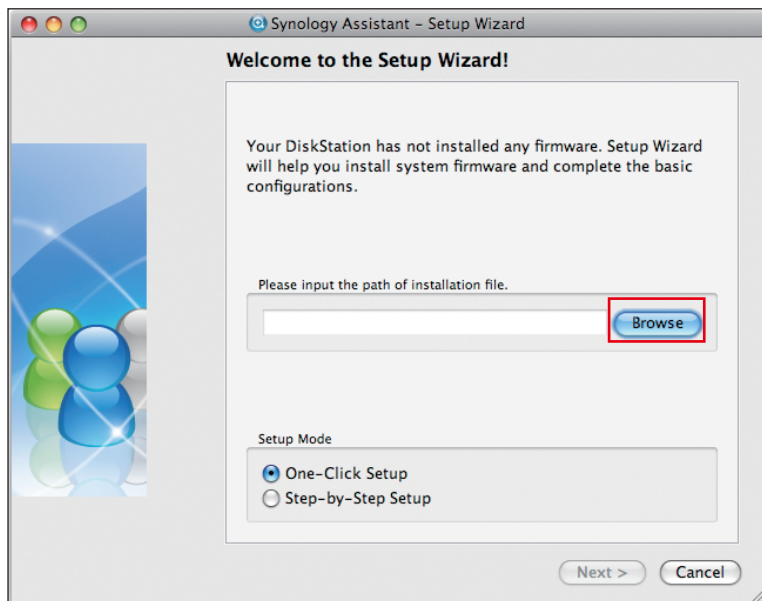 Synology Assistant – Setup Wizard
Welcome to the Setup Wizard!
Your DiskStation has not installed any firmware. Setup Wizard
will help you install system firmware and complete the basic
configurations.
Please input the path of installation file.
Browse
Setup Mode
One-Click Setup
Step-by-Step Setup
Next >
Cancel